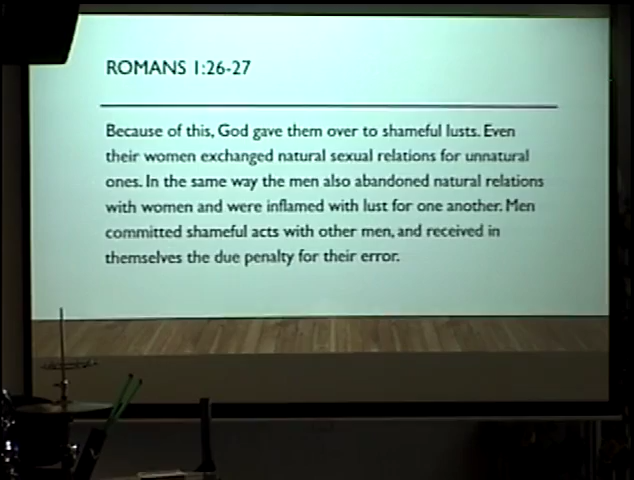 ROMANS 1:26-27
Because of this, God gave them over to shameful lusts. Even
their women exchanged natural sexual relations for unnatural
ones. In the same way the men also abandoned natural relations
with women and were inflamed with lust for one another. Men
committed shameful acts with other men, and received in
themselves the due penalty for their error.